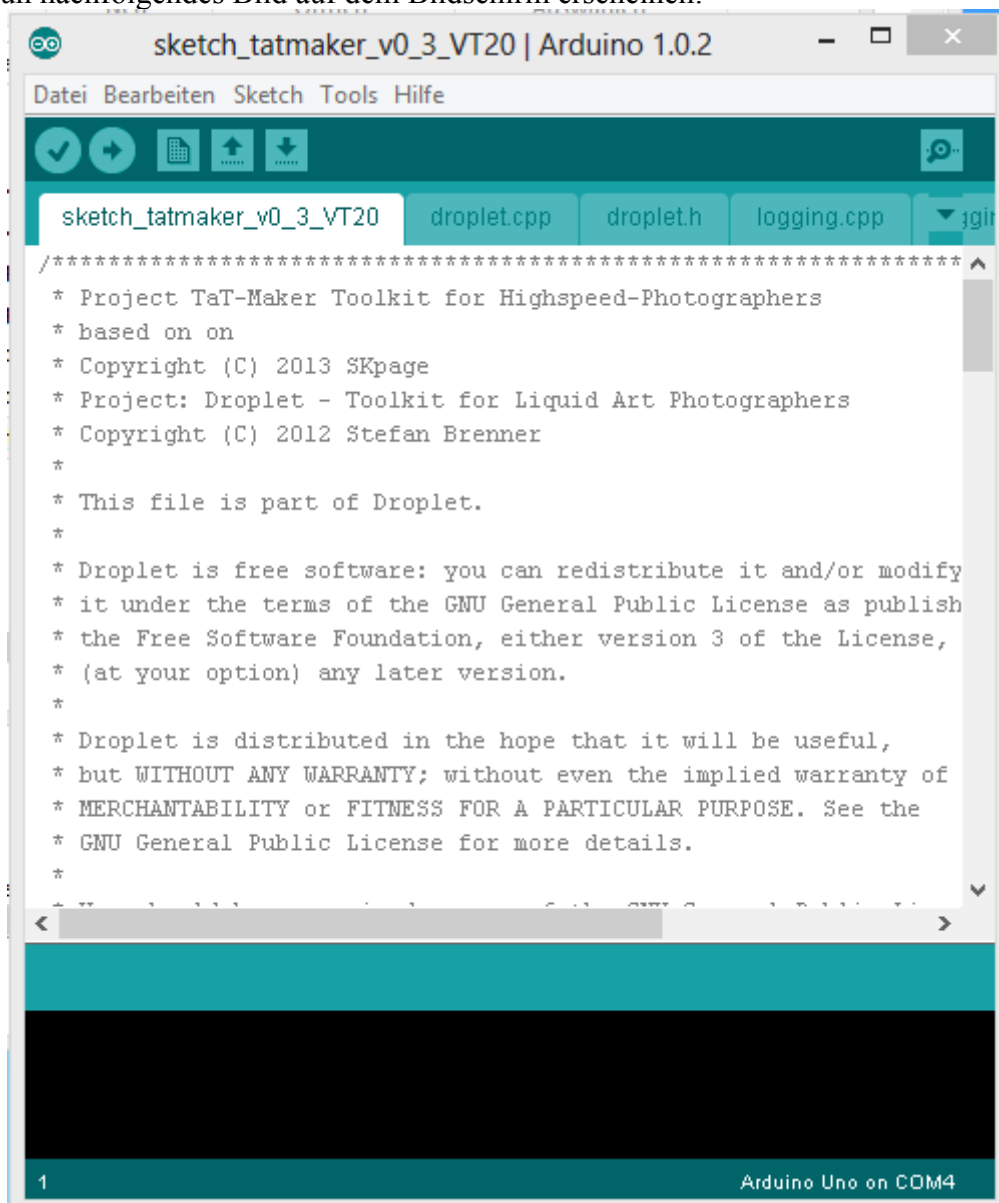 nachfolgendes Bild auf dem Bildschirm erscheinen:
sketch_tatmaker_v0_3_VT20 | Arduino 1.0.2
Datei Bearbeiten Sketch Tools Hilfe
sketch_tatmaker_v0_3_VT20 droplet.cpp droplet.h logging.cpp
/*****************************************************************
* Project TaT-Maker Toolkit for Highspeed-Photographers
* based on on
* Copyright (C) 2013 SKpage
* Project: Droplet - Toolkit for Liquid Art Photographers
* Copyright (C) 2012 Stefan Brenner
*
* This file is part of Droplet.
*
* Droplet is free software: you can redistribute it and/or modify
* it under the terms of the GNU General Public License as publish
* the Free Software Foundation, either version 3 of the License,
* (at your option) any later version.
*
* Droplet is distributed in the hope that it will be useful,
* but WITHOUT ANY WARRANTY; without even the implied warranty of
* MERCHANTABILITY or FITNESS FOR A PARTICULAR PURPOSE. See the
* GNU General Public License for more details.
*
1
Arduino Uno on COM4